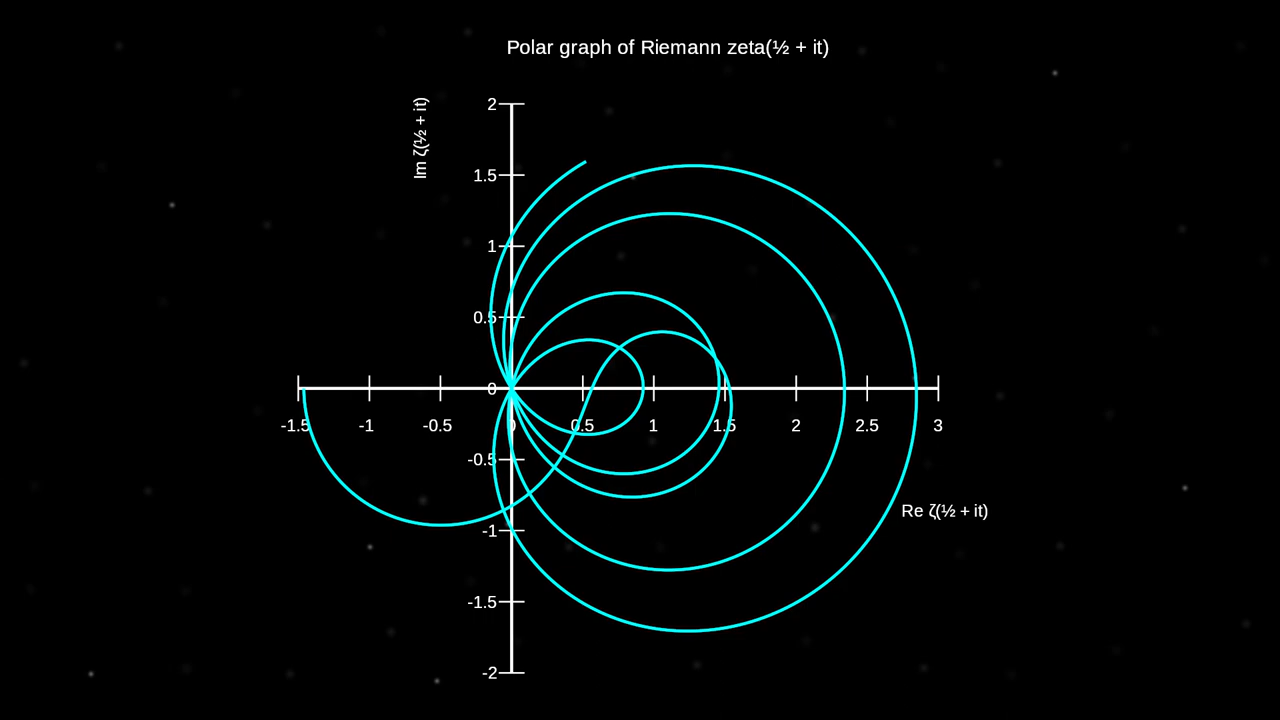 Polar graph of Riemann zeta(½ + it)
Im ζ(½ + it)
2
1.5
1
0.5
0
-0.5
-1
-1.5
-2
-1.5 -1 -0.5 0 0.5 1 1.5 2 2.5 3
Re ζ(½ + it)